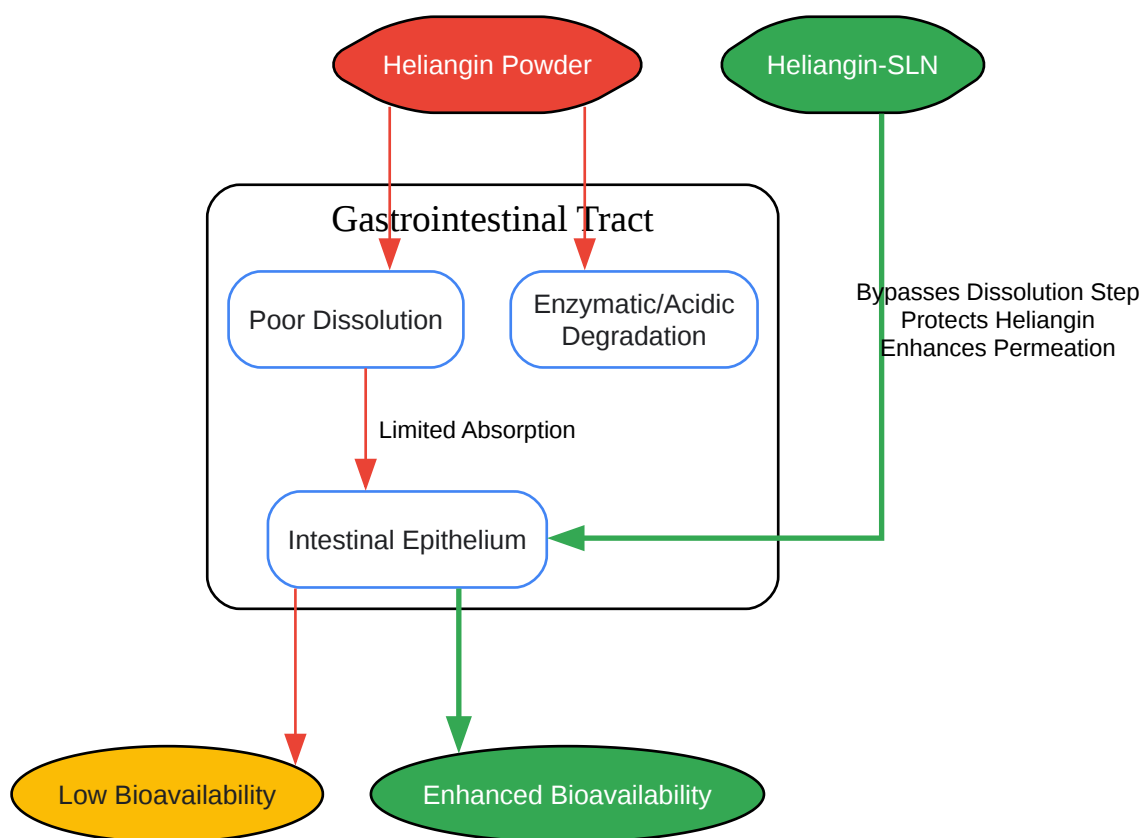 Heliangin Powder
Heliangin-SLN
Gastrointestinal Tract
Poor Dissolution
Enzymatic/Acidic
Degradation
Bypasses Dissolution Step
Protects Heliangin
Enhances Permeation
Limited Absorption
Intestinal Epithelium
Low Bioavailability
Enhanced Bioavailability